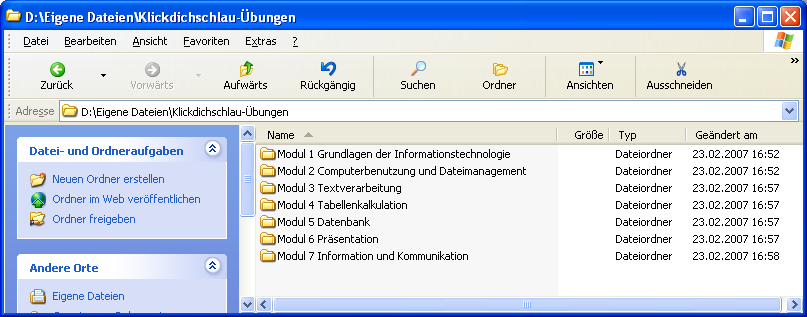 D:\Eigene Dateien\Klickdichschlau-Übungen
Datei Bearbeiten Ansicht Favoriten Extras ?
Zurück Vorwärts Aufwärts Rückgängig Suchen Ordner Ansichten Ausschneiden
Adresse D:\Eigene Dateien\Klickdichschlau-Übungen
Datei- und Ordneraufgaben
Neuen Ordner erstellen
Ordner im Web veröffentlichen
Ordner freigeben
Andere Orte
Eigene Dateien
Name Größe Typ Geändert am
Modul 1 Grundlagen der Informationstechnologie Dateiordner 23.02.2007 16:52
Modul 2 Computerbenutzung und Dateimanagement Dateiordner 23.02.2007 16:52
Modul 3 Textverarbeitung Dateiordner 23.02.2007 16:57
Modul 4 Tabellenkalkulation Dateiordner 23.02.2007 16:57
Modul 5 Datenbank Dateiordner 23.02.2007 16:57
Modul 6 Präsentation Dateiordner 23.02.2007 16:57
Modul 7 Information und Kommunikation Dateiordner 23.02.2007 16:58